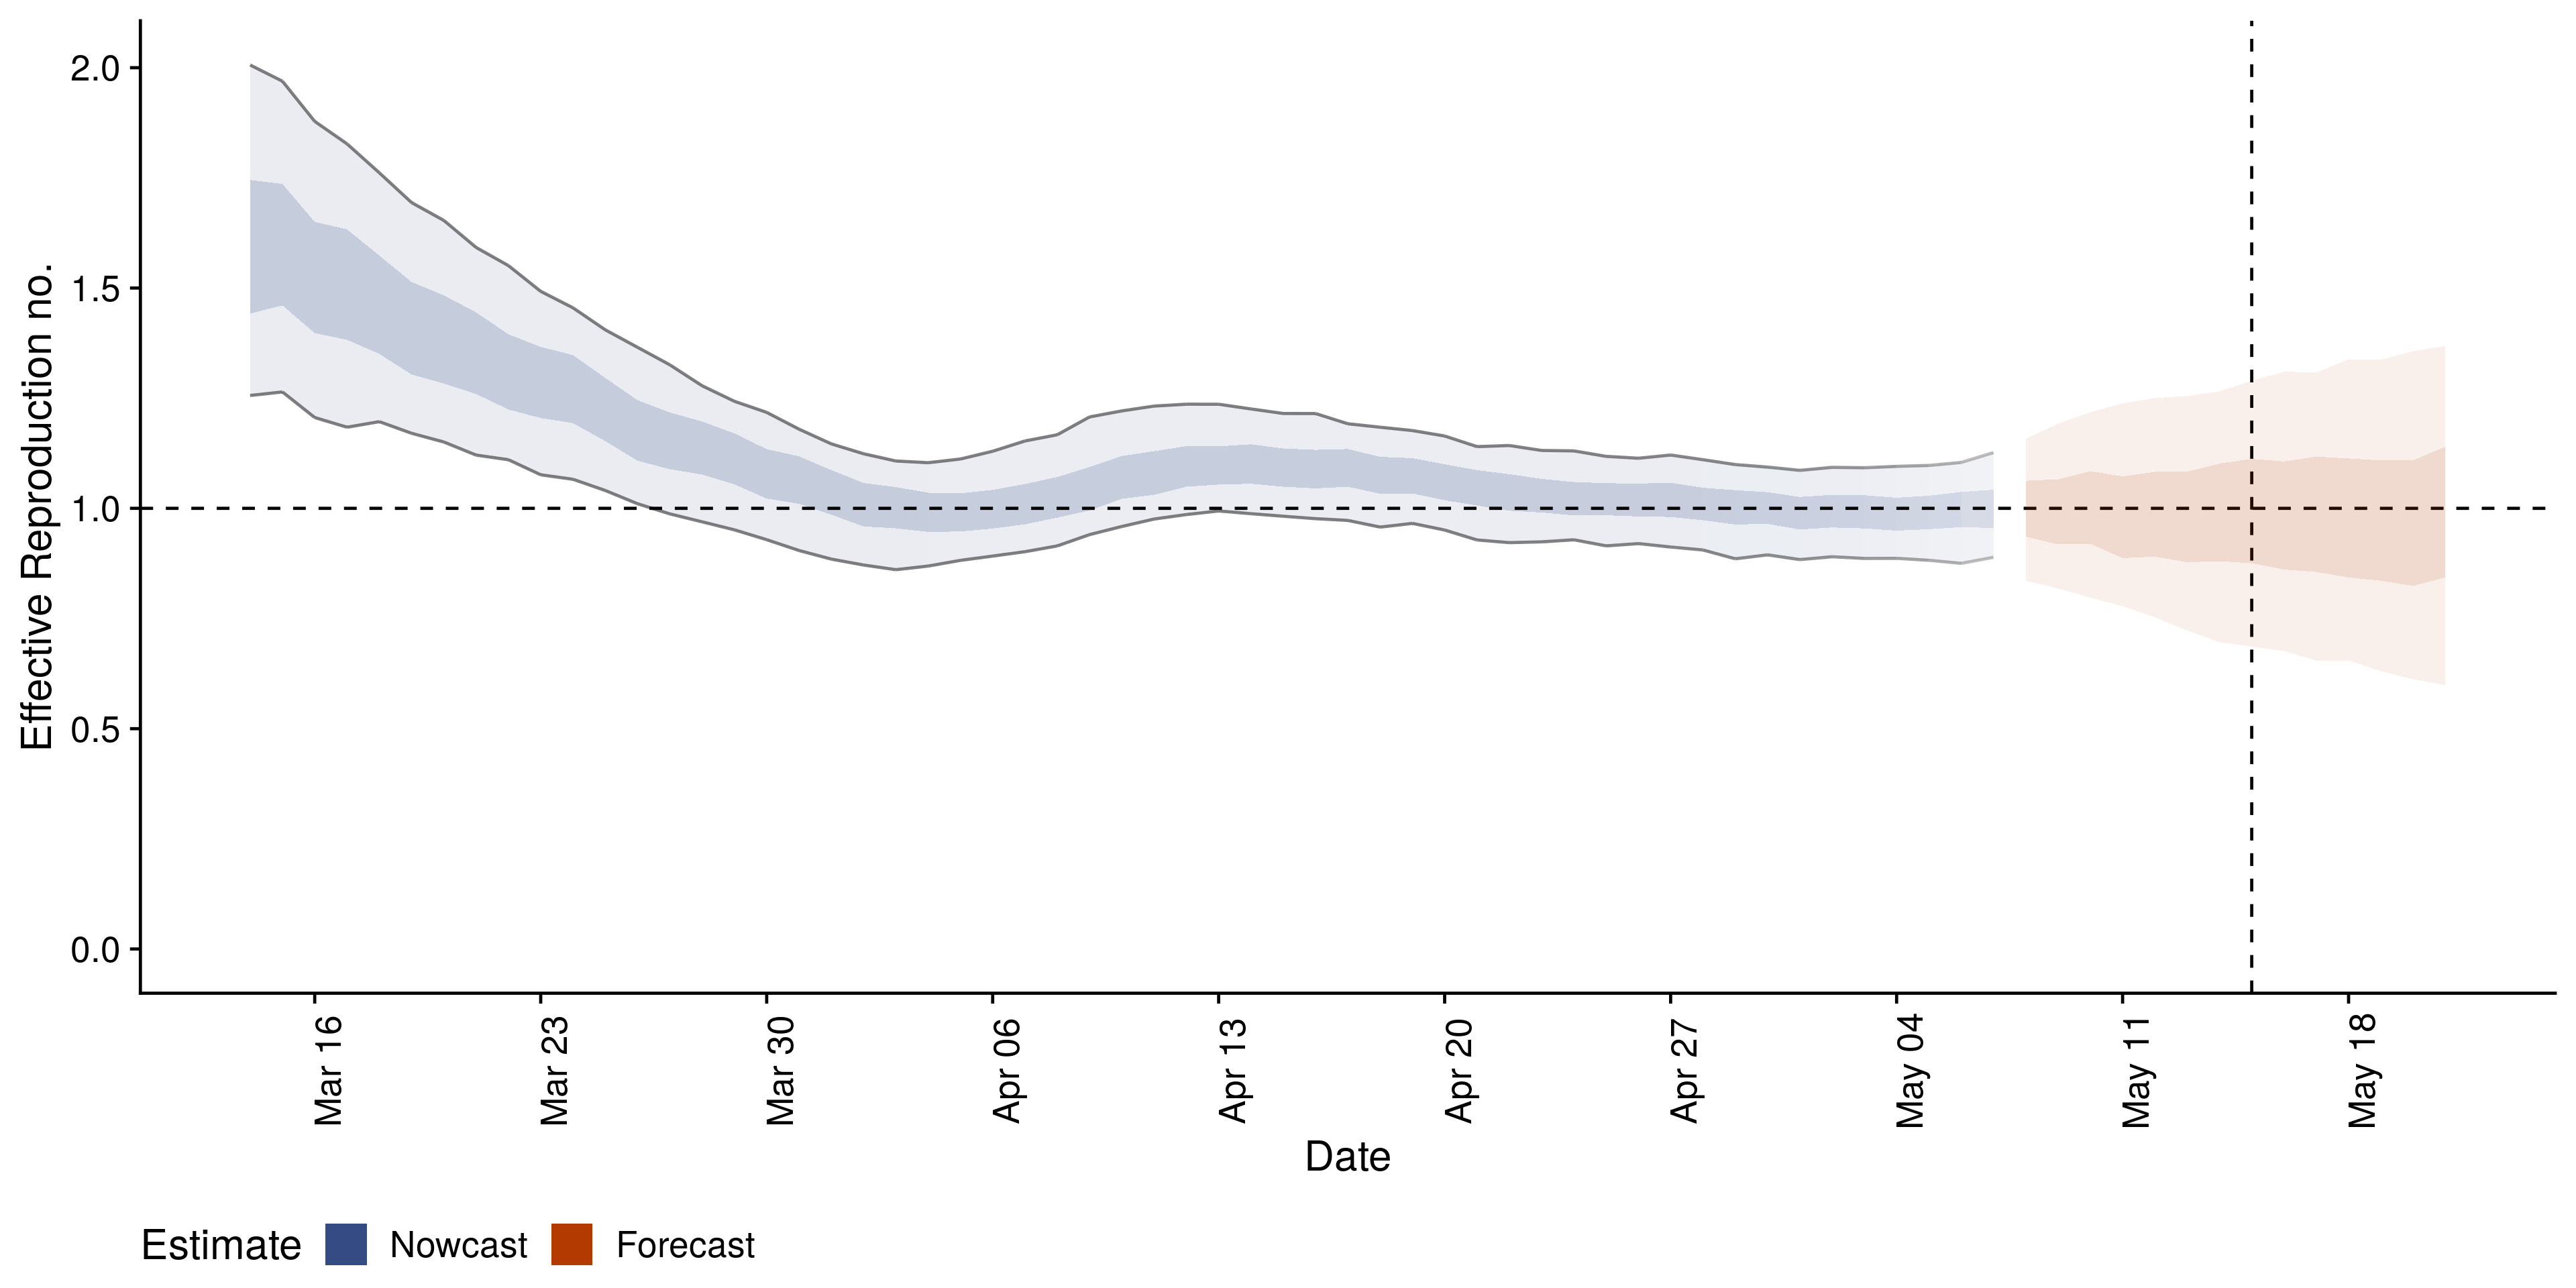 Effective Reproduction no.
2.0
1.5
1.0
0.5
0.0
Mar 16
Mar 23
Mar 30
Apr 06
Apr 13
Apr 20
Apr 27
May 04
May 11
May 18
Date
Estimate Nowcast Forecast